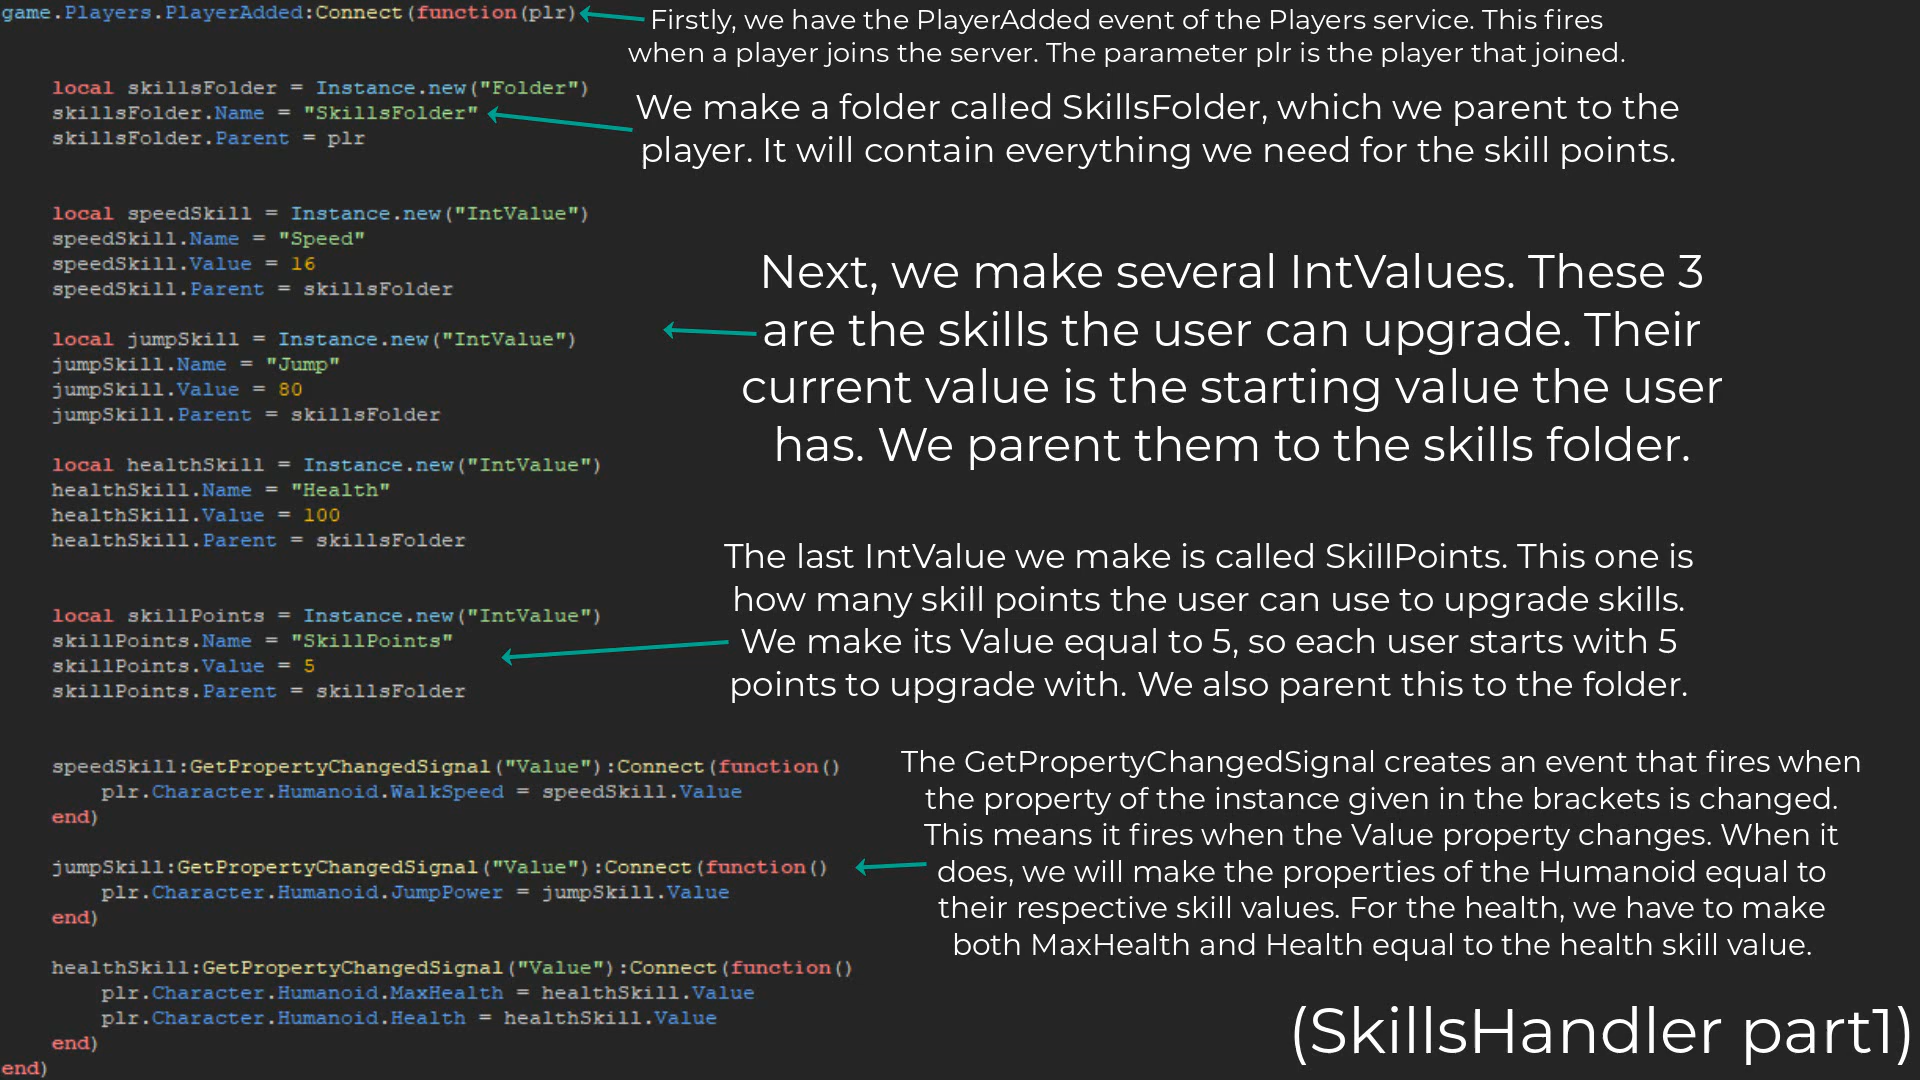 game.Players.PlayerAdded:Connect(function(plr)
Firstly, we have the PlayerAdded event of the Players service. This fires
when a player joins the server. The parameter plr is the player that joined.
local skillsFolder = Instance.new("Folder")
skillsFolder.Name = "SkillsFolder"
skillsFolder.Parent = plr
We make a folder called SkillsFolder, which we parent to the
player. It will contain everything we need for the skill points.
local speedSkill = Instance.new("IntValue")
speedSkill.Name = "Speed"
speedSkill.Value = 16
speedSkill.Parent = skillsFolder
local jumpSkill = Instance.new("IntValue")
jumpSkill.Name = "Jump"
jumpSkill.Value = 80
jumpSkill.Parent = skillsFolder
local healthSkill = Instance.new("IntValue")
healthSkill.Name = "Health"
healthSkill.Value = 100
healthSkill.Parent = skillsFolder
Next, we make several IntValues. These 3
are the skills the user can upgrade. Their
current value is the starting value the user
has. We parent them to the skills folder.
local skillPoints = Instance.new("IntValue")
skillPoints.Name = "SkillPoints"
skillPoints.Value = 5
skillPoints.Parent = skillsFolder
The last IntValue we make is called SkillPoints. This one is
how many skill points the user can use to upgrade skills.
We make its Value equal to 5, so each user starts with 5
points to upgrade with. We also parent this to the folder.
speedSkill:GetPropertyChangedSignal("Value"):Connect(function()
plr.Character.Humanoid.WalkSpeed = speedSkill.Value
end)
jumpSkill:GetPropertyChangedSignal("Value"):Connect(function()
plr.Character.Humanoid.JumpPower = jumpSkill.Value
end)
healthSkill:GetPropertyChangedSignal("Value"):Connect(function()
plr.Character.Humanoid.MaxHealth = healthSkill.Value
plr.Character.Humanoid.Health = healthSkill.Value
end)
end)
The GetPropertyChangedSignal creates an event that fires when
the property of the instance given in the brackets is changed.
This means it fires when the Value property changes. When it
does, we will make the properties of the Humanoid equal to
their respective skill values. For the health, we have to make
both MaxHealth and Health equal to the health skill value.
(SkillsHandler part1)